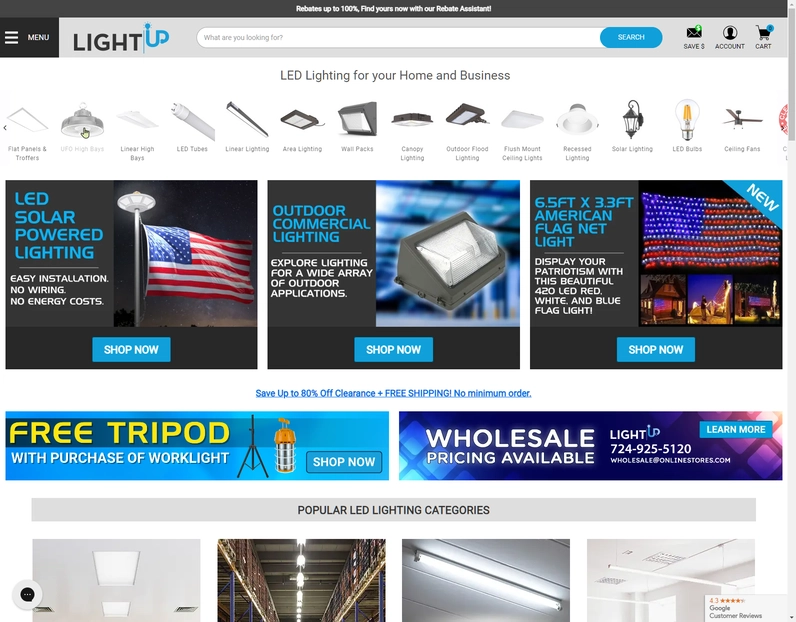 Rebates up to 100%, Find yours now with our Rebate Assistant!
MENU
LIGHTUP
What are you looking for?
SEARCH
SAVE $
ACCOUNT
0
CART
LED Lighting for your Home and Business
Flat Panels &
Troffers
UFO High Bays
Linear High
Bays
LED Tubes
Linear Lighting
Area Lighting
Wall Packs
Canopy
Lighting
Outdoor Flood
Lighting
Flush Mount
Ceiling Lights
Recessed
Lighting
Solar Lighting
LED Bulbs
Ceiling Fans
LED
SOLAR
POWERED
LIGHTING
EASY INSTALLATION.
NO WIRING.
NO ENERGY COSTS.
SHOP NOW
OUTDOOR
COMMERCIAL
LIGHTING
EXPLORE LIGHTING
FOR A WIDE ARRAY
OF OUTDOOR
APPLICATIONS.
SHOP NOW
6.5FT X 3.3FT
AMERICAN
FLAG NET
LIGHT
DISPLAY YOUR
PATRIOTISM WITH
THIS BEAUTIFUL
420 LED RED,
WHITE, AND BLUE
FLAG LIGHT!
NEW
SHOP NOW
Save Up to 80% Off Clearance + FREE SHIPPING! No minimum order.
FREE TRIPOD
WITH PURCHASE OF WORKLIGHT
SHOP NOW
WHOLESALE
PRICING AVAILABLE
LIGHTUP
724-925-5120
WHOLESALE@ONLINESTORES.COM
LEARN MORE
POPULAR LED LIGHTING CATEGORIES
4.3
Google
Customer Reviews